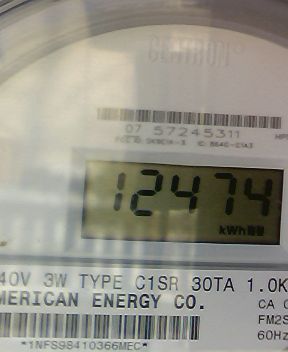 CENTRON®
07 57245311
12474
kWh
40V 3W TYPE C1SR 30TA 1.0K
MERICAN ENERGY CO.
CA 0
FM2S
60Hz
*1NFS98410366MEC*